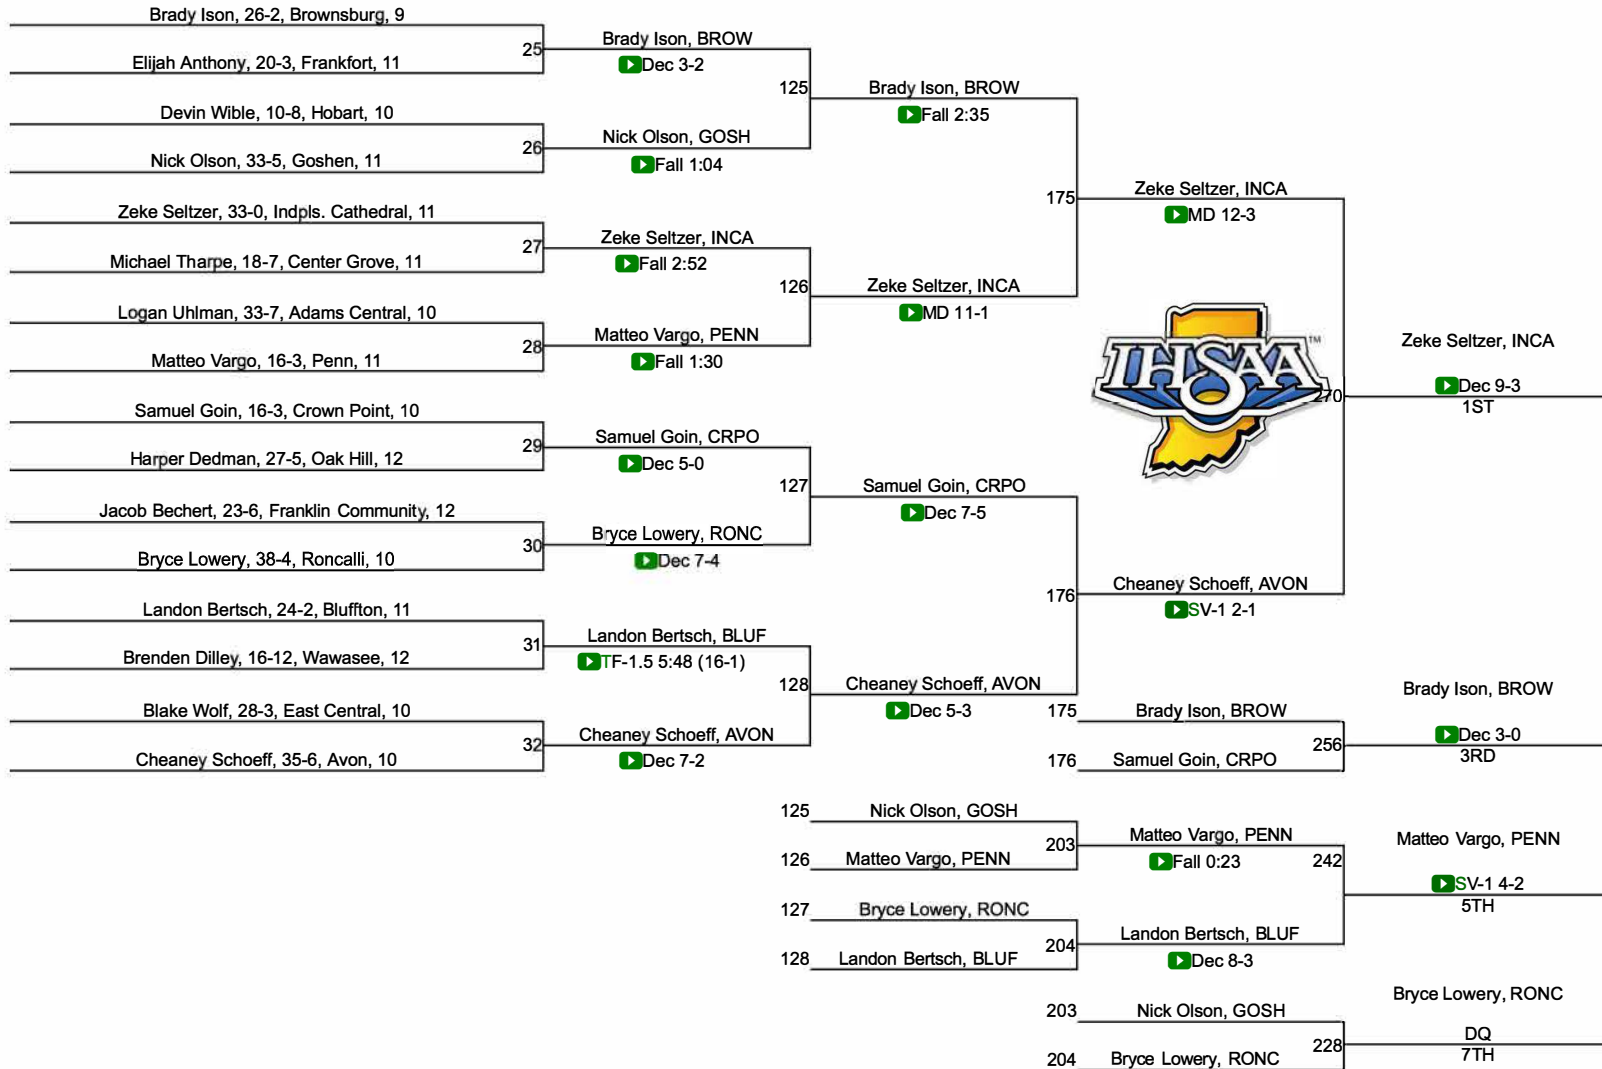 Brady Ison, 26-2, Brownsburg, 9
25
Elijah Anthony, 20-3, Frankfort, 11
Brady Ison, BROW
Dec 3-2
125
Devin Wible, 10-8, Hobart, 10
26
Nick Olson, 33-5, Goshen, 11
Nick Olson, GOSH
Fall 1:04
Brady Ison, BROW
Fall 2:35
175
Zeke Seltzer, 33-0, Indpls. Cathedral, 11
27
Michael Tharpe, 18-7, Center Grove, 11
Zeke Seltzer, INCA
Fall 2:52
126
Logan Uhlman, 33-7, Adams Central, 10
28
Matteo Vargo, 16-3, Penn, 11
Matteo Vargo, PENN
Fall 1:30
Zeke Seltzer, INCA
MD 11-1
Zeke Seltzer, INCA
MD 12-3
IHSAA
TM
270
Zeke Seltzer, INCA
Dec 9-3
1ST
Samuel Goin, 16-3, Crown Point, 10
29
Harper Dedman, 27-5, Oak Hill, 12
Samuel Goin, CRPO
Dec 5-0
127
Jacob Bechert, 23-6, Franklin Community, 12
30
Bryce Lowery, 38-4, Roncalli, 10
Bryce Lowery, RONC
Dec 7-4
Samuel Goin, CRPO
Dec 7-5
176
Landon Bertsch, 24-2, Bluffton, 11
31
Brenden Dilley, 16-12, Wawasee, 12
Landon Bertsch, BLUF
TF-1.5 5:48 (16-1)
128
Blake Wolf, 28-3, East Central, 10
32
Cheaney Schoeff, 35-6, Avon, 10
Cheaney Schoeff, AVON
Dec 7-2
Cheaney Schoeff, AVON
Dec 5-3
Cheaney Schoeff, AVON
SV-1 2-1
175
Brady Ison, BROW
256
176
Samuel Goin, CRPO
Brady Ison, BROW
Dec 3-0
3RD
125
Nick Olson, GOSH
203
126
Matteo Vargo, PENN
Matteo Vargo, PENN
Fall 0:23
242
127
Bryce Lowery, RONC
204
128
Landon Bertsch, BLUF
Landon Bertsch, BLUF
Dec 8-3
Matteo Vargo, PENN
SV-1 4-2
5TH
203
Nick Olson, GOSH
228
204
Bryce Lowery, RONC
Bryce Lowery, RONC
DQ
7TH